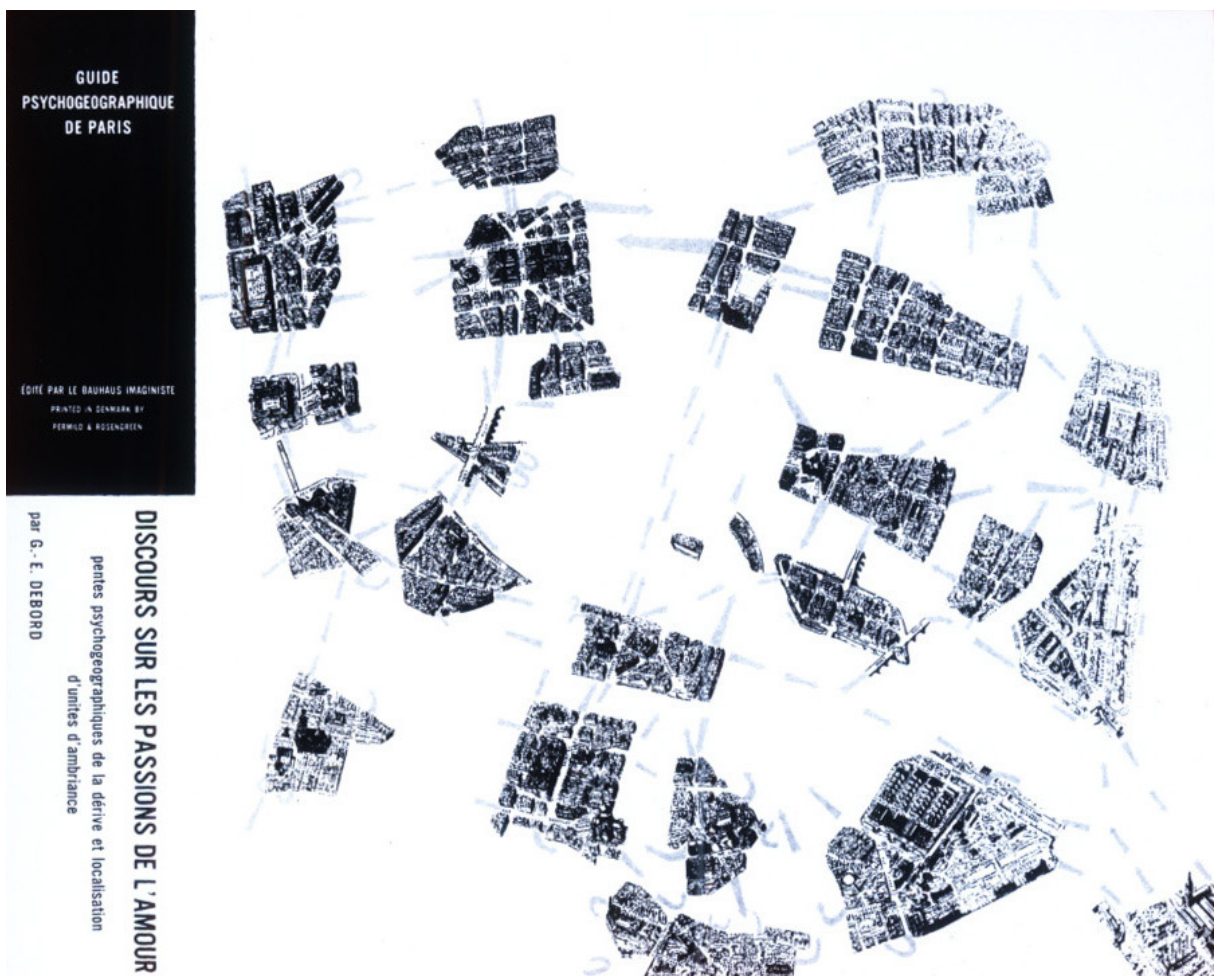 GUIDE
PSYCHOGEOGRAPHIQUE
DE PARIS
ÉDITÉ PAR LE BAUHAUS IMAGINISTE
PRINTED IN DENMARK BY
PERMILD & ROSENGREEN
DISCOURS SUR LES PASSIONS DE L'AMOUR
pentes psychogeographiques de la dérive et localisation
d'unites d'ambriance
par G.-E. DEBORD